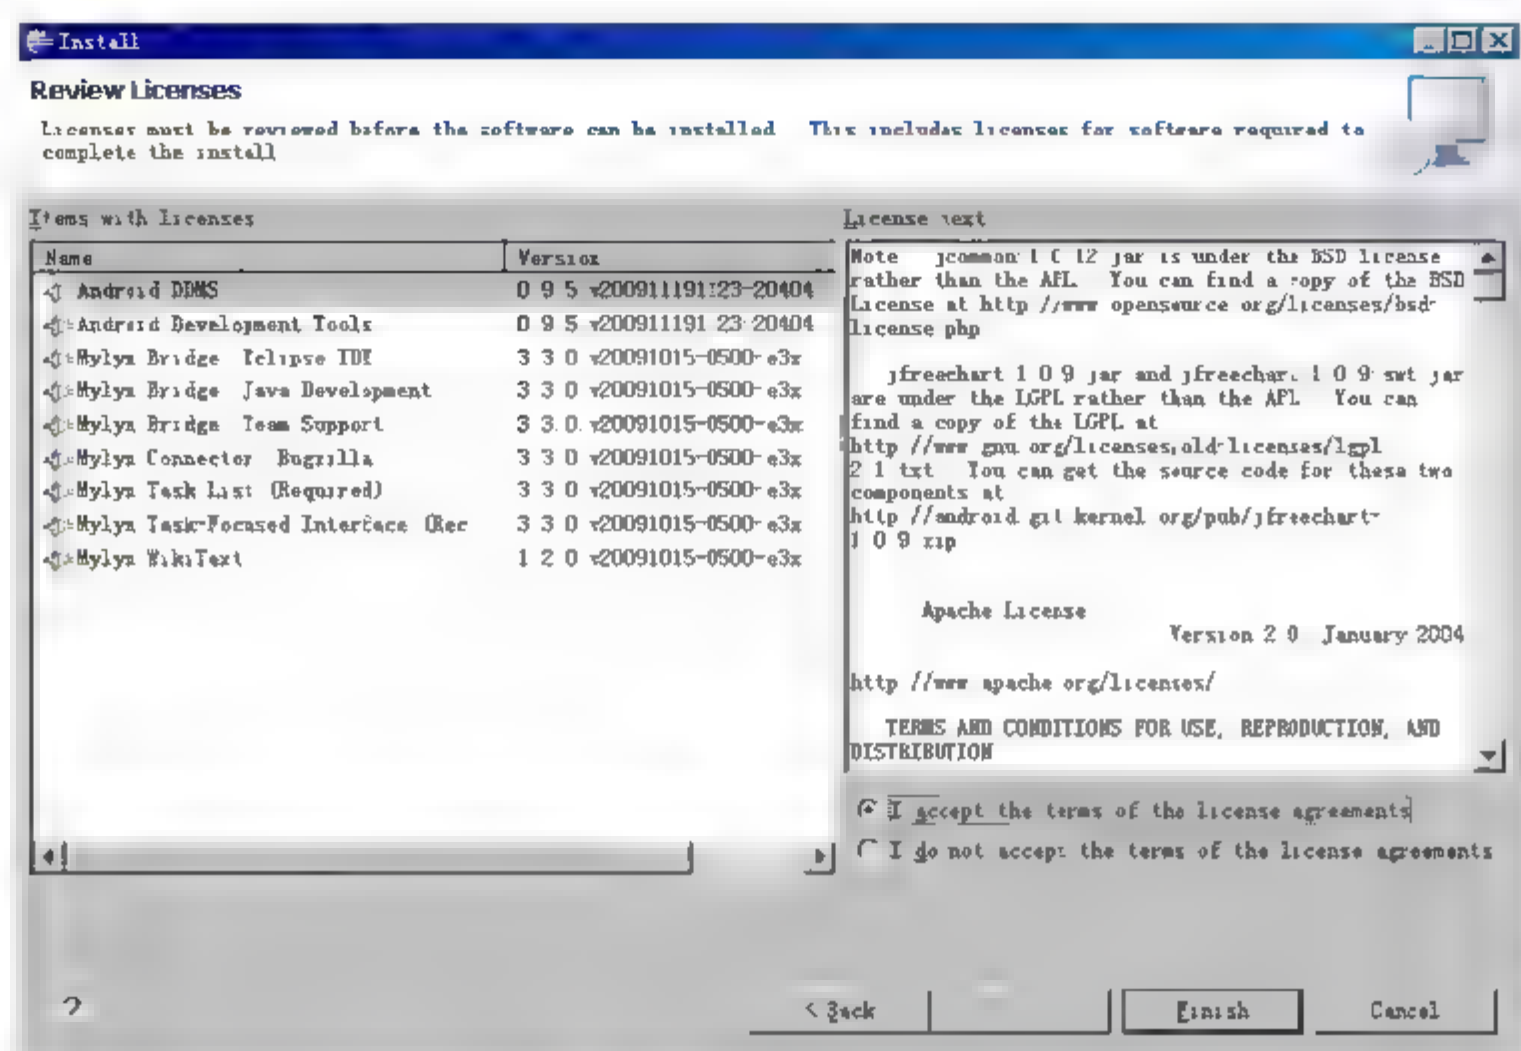 Install
Review Licenses
Licenses must be reviewed before the software can be installed This includes licenses for software required to
complete the install
Items with licenses
Name Version
Android DDMS 0 9 5 v200911191123-20404
Android Development Tools 0 9 5 v200911191 23-20404
Mylyn Bridge Eclipse IDE 3 3 0 v20091015-0500-e3x
Mylyn Bridge Java Development 3 3 0 v20091015-0500-e3x
Mylyn Bridge Team Support 3 3.0. v20091015-0500-e3x
Mylyn Connector Bugzilla 3 3 0 v20091015-0500-e3x
Mylyn Task List (Required) 3 3 0 v20091015-0500-e3x
Mylyn Task-Focused Interface (Rec 3 3 0 v20091015-0500-e3x
Mylyn WikiText 1 2 0 v20091015-0500-e3x
License text
Note jcommon 1 0 12 jar is under the BSD license
rather than the APL You can find a copy of the BSD
License at http //www opensource org/licenses/bsd-
license php
jfreechart 1 0 9 jar and jfreechart 1 0 9 swt jar
are under the LGPL rather than the APL You can
find a copy of the LGPL at
http //www gnu org/licenses/old-licenses/lgpl
2 1 txt You can get the source code for these two
components at
http //android git kernel org/pub/jfreechart-
1 0 9 zip
Apache License
Version 2 0 January 2004
http //www apache org/licenses/
TERMS AND CONDITIONS FOR USE, REPRODUCTION, AND
DISTRIBUTION
I accept the terms of the license agreements
I do not accept the terms of the license agreements
?
< Back
Finish
Cancel